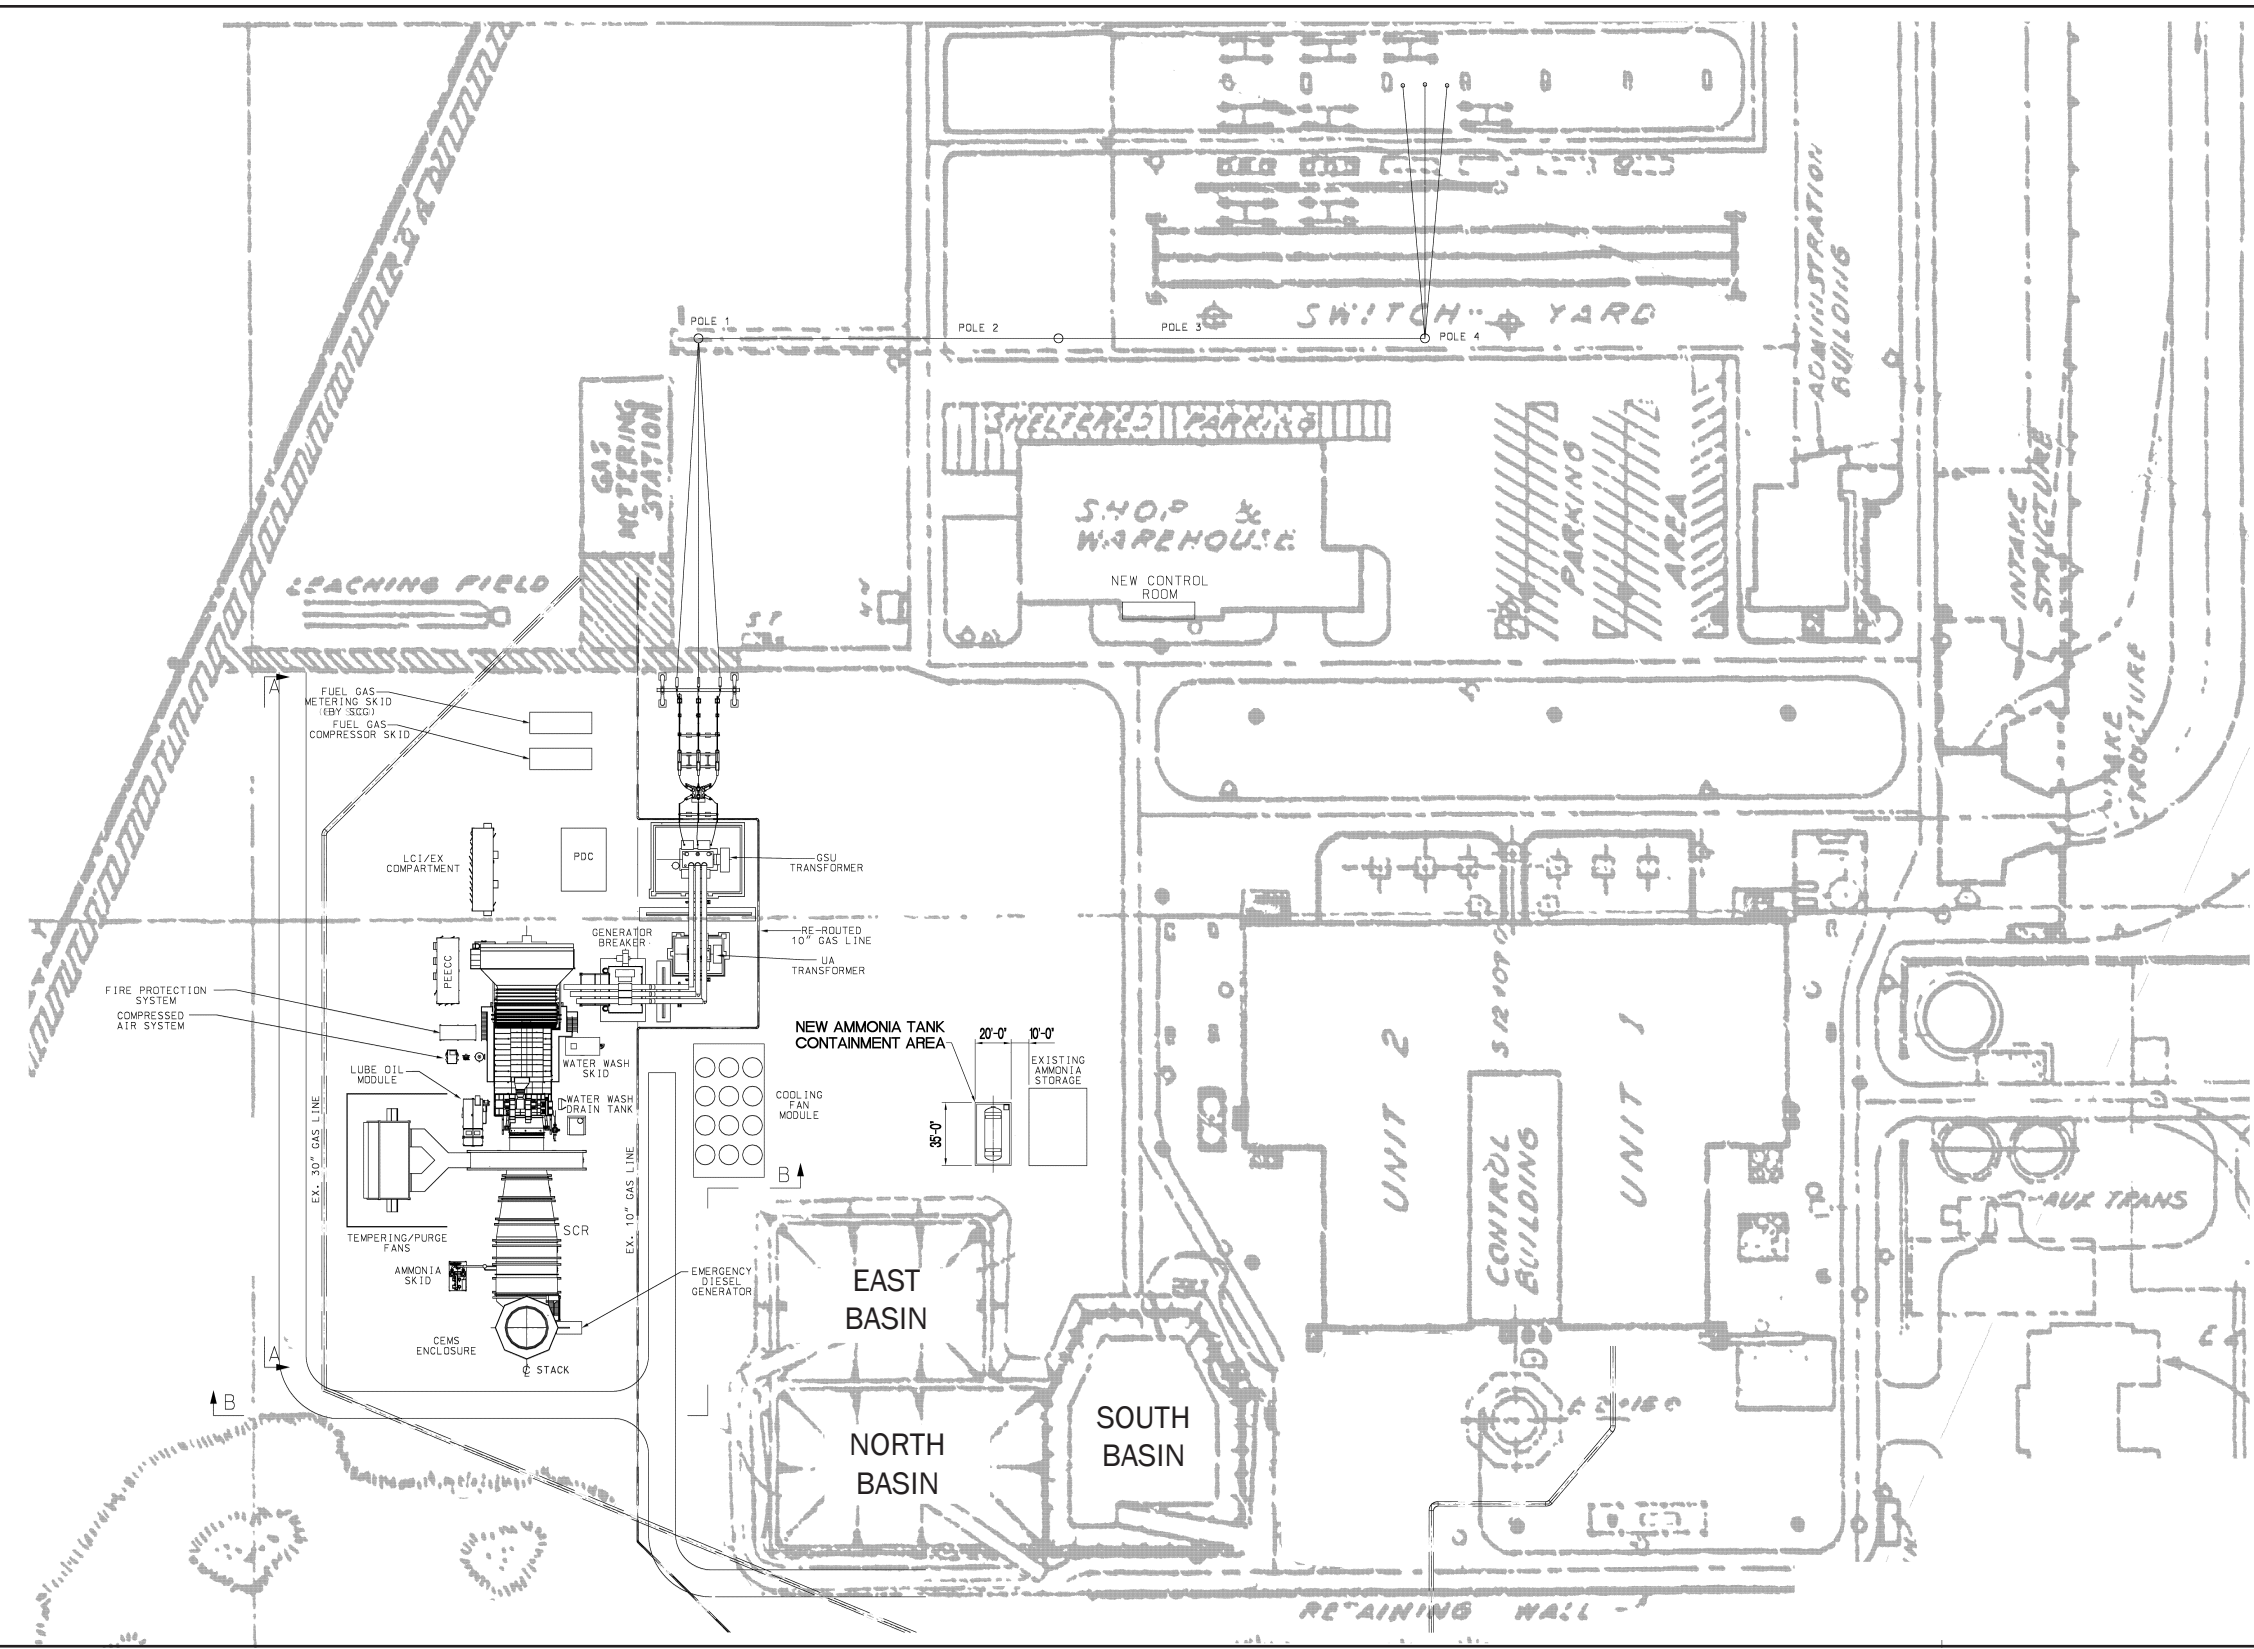 ADMINISTRATION
BUILDING
SWITCH YARD
POLE 1
POLE 2
POLE 3
POLE 4
SHELTERED PARKING
GAS
METERING
STATION
SHOP &
WAREHOUSE
PARKING
AREA
INTAKE
STRUCTURE
LEACHING FIELD
NEW CONTROL
ROOM
S T
INTAKE
STRUCTURE
A
FUEL GAS
METERING SKID
(BY SCG)
FUEL GAS
COMPRESSOR SKID
LCI/EX
COMPARTMENT
PDC
GSU
TRANSFORMER
GENERATOR
BREAKER
RE-ROUTED
10" GAS LINE
UA
TRANSFORMER
PEECC
FIRE PROTECTION
SYSTEM
COMPRESSED
AIR SYSTEM
NEW AMMONIA TANK
CONTAINMENT AREA
20'-0"
10'-0"
EXISTING
AMMONIA
STORAGE
35'-0"
WATER WASH
SKID
LUBE OIL
MODULE
WATER WASH
DRAIN TANK
COOLING
FAN
MODULE
EX. 30" GAS LINE
EX. 10" GAS LINE
B
UNIT 2
UNIT 1
CONTROL
BUILDING
AUX TRANS
SCR
TEMPERING/PURGE
FANS
AMMONIA
SKID
EMERGENCY
DIESEL
GENERATOR
CEMS
ENCLOSURE
℄ STACK
A
B
EAST
BASIN
NORTH
BASIN
SOUTH
BASIN
RETAINING WALL